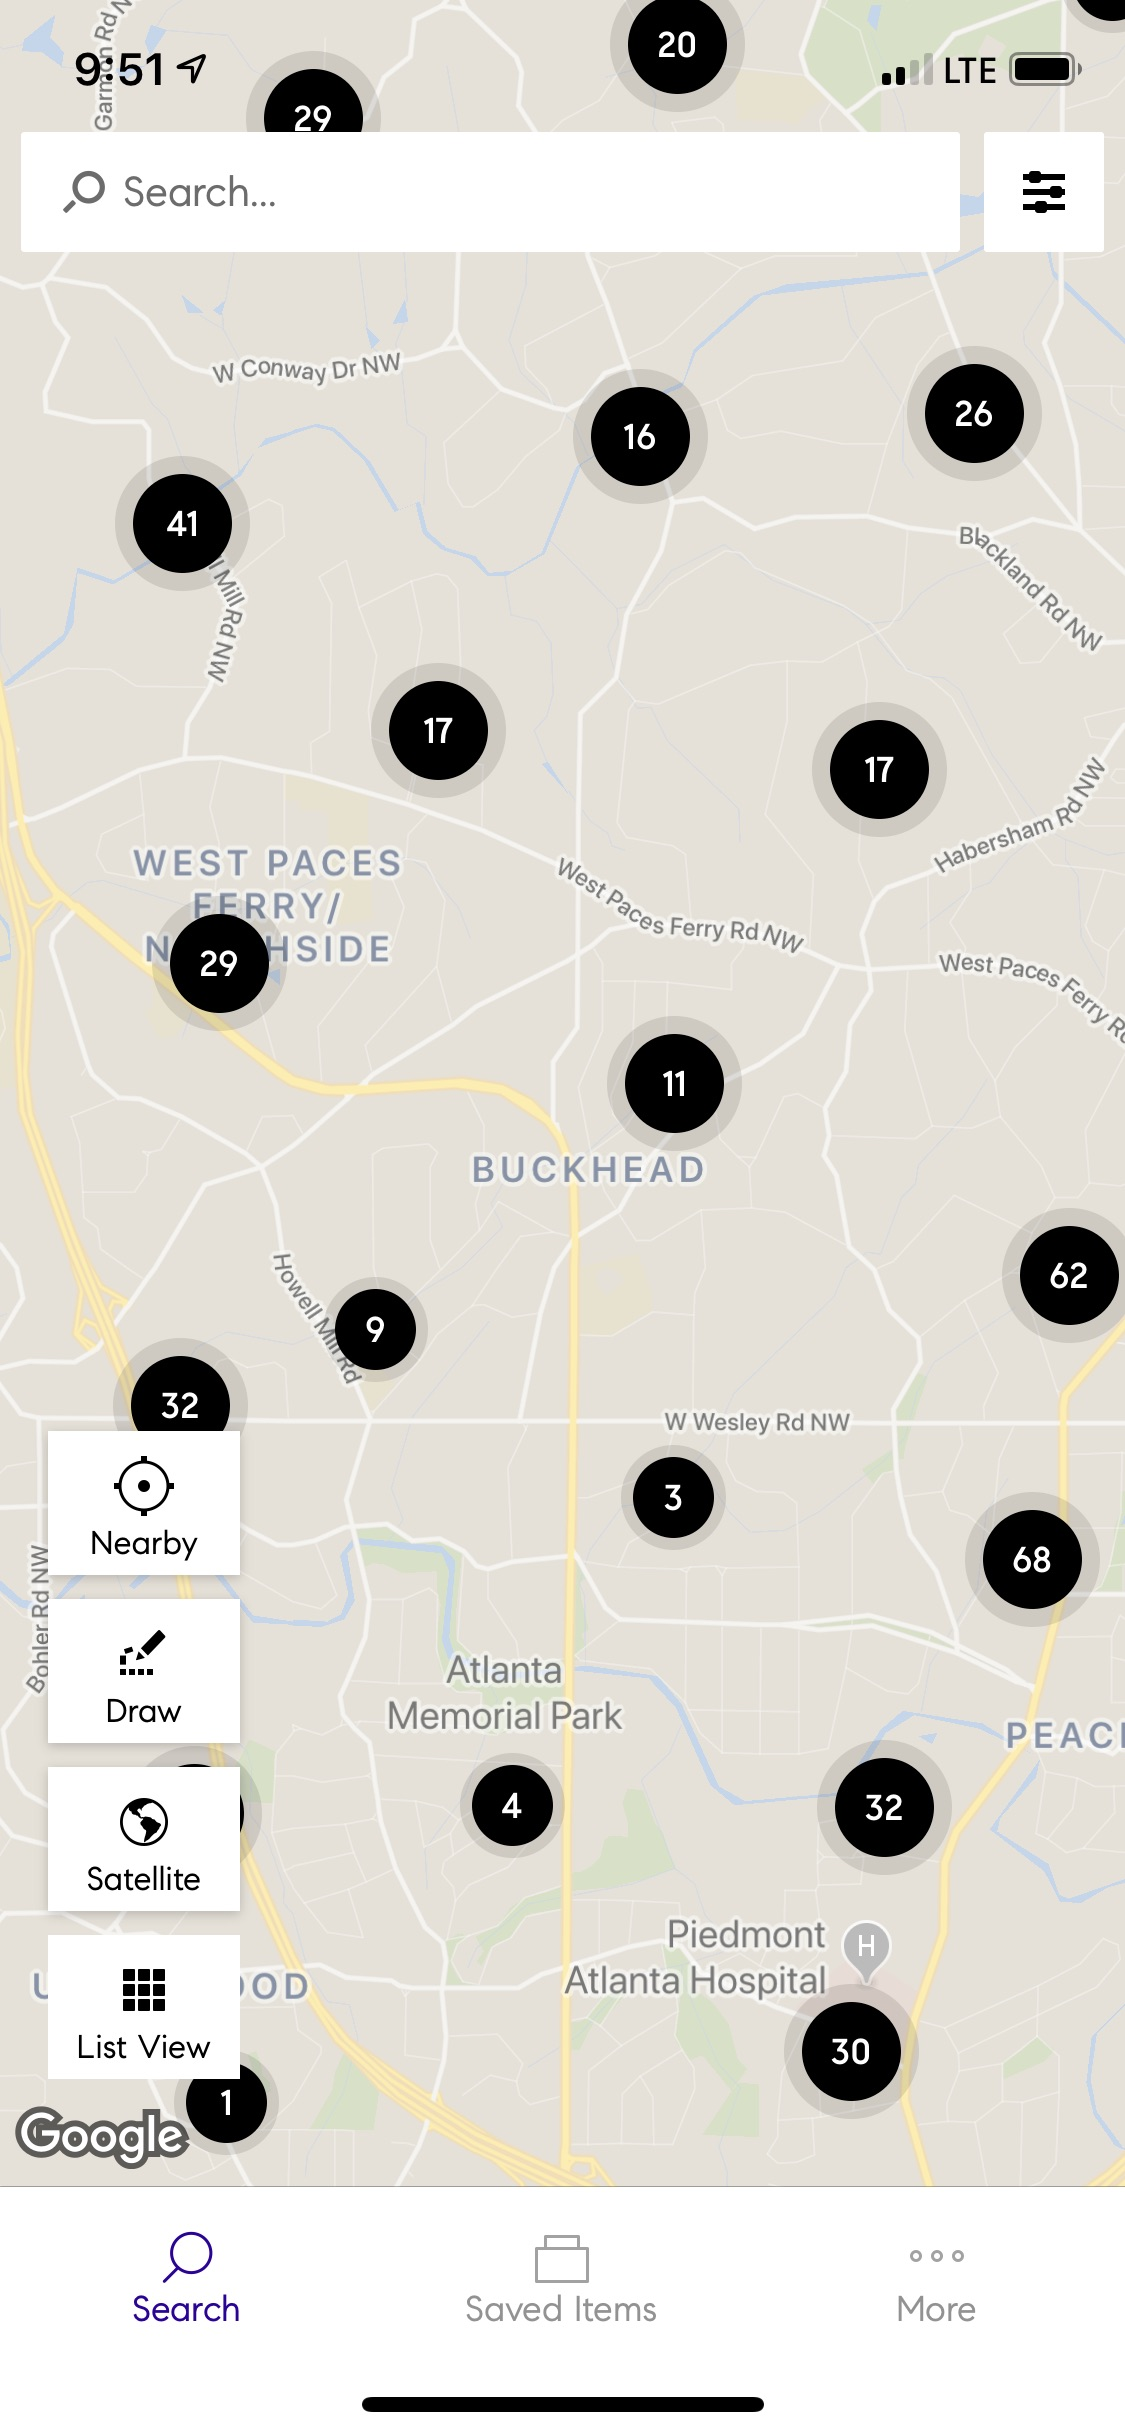 Garmon Rd N
20
9:51
LTE
29
Search...
W Conway Dr NW
26
16
41
Blackland Rd NW
Mill Rd NW
17
17
Habersham Rd NW
WEST PACES
FERRY/
West Paces Ferry Rd NW
29
West Paces Ferry Rd
11
BUCKHEAD
62
Howell Mill Rd
9
32
W Wesley Rd NW
3
Nearby
68
Bohler Rd NW
Atlanta
Memorial Park
Draw
4
32
Satellite
Piedmont
H
Atlanta Hospital
List View
30
1
Google
Search
Saved Items
More